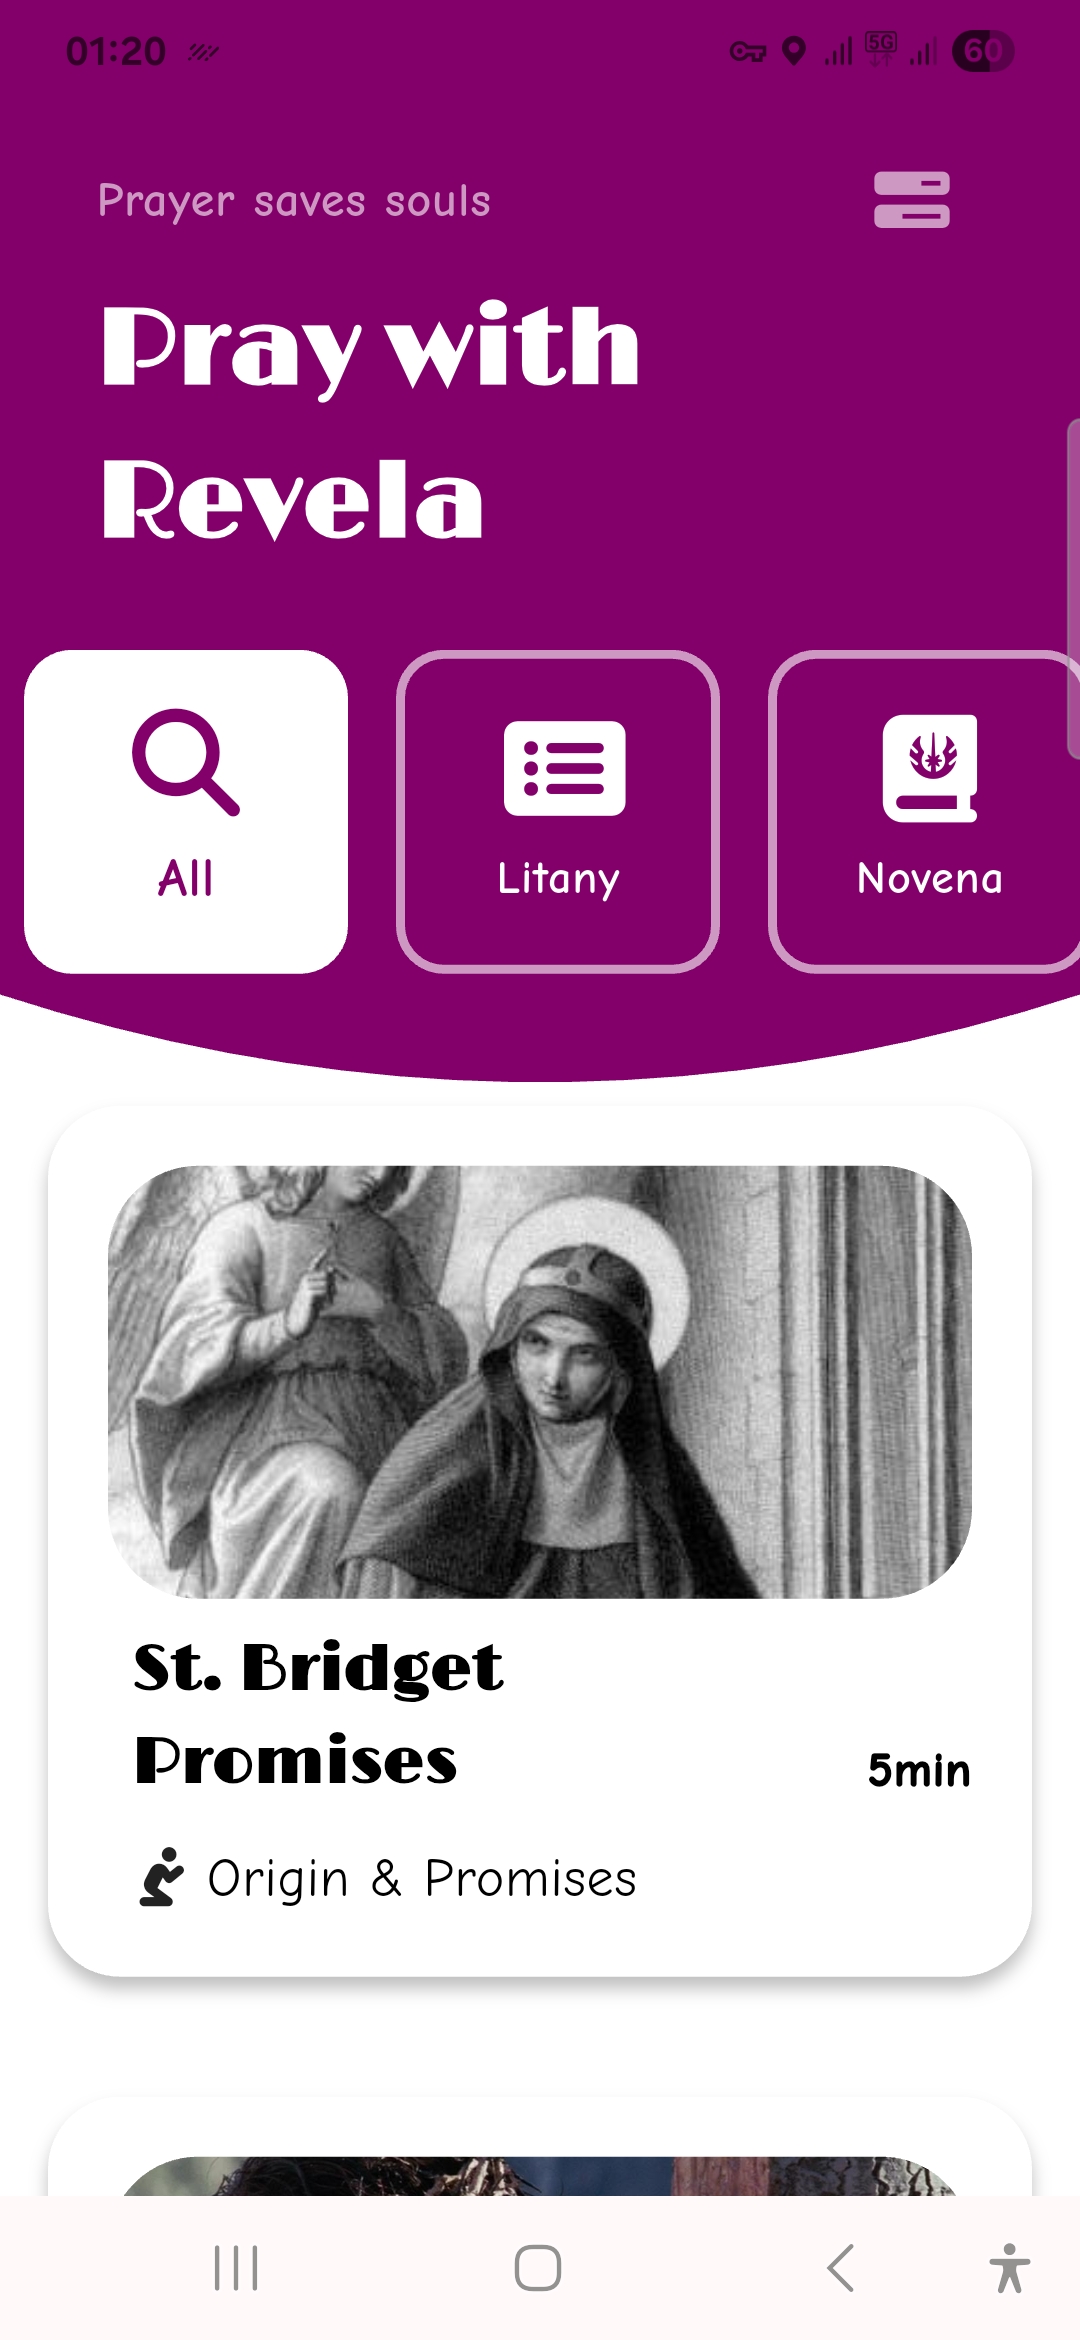 01:20
5G
60
Prayer saves souls
Pray with
Revela
All
Litany
Novena
St. Bridget
Promises
5min
Origin & Promises